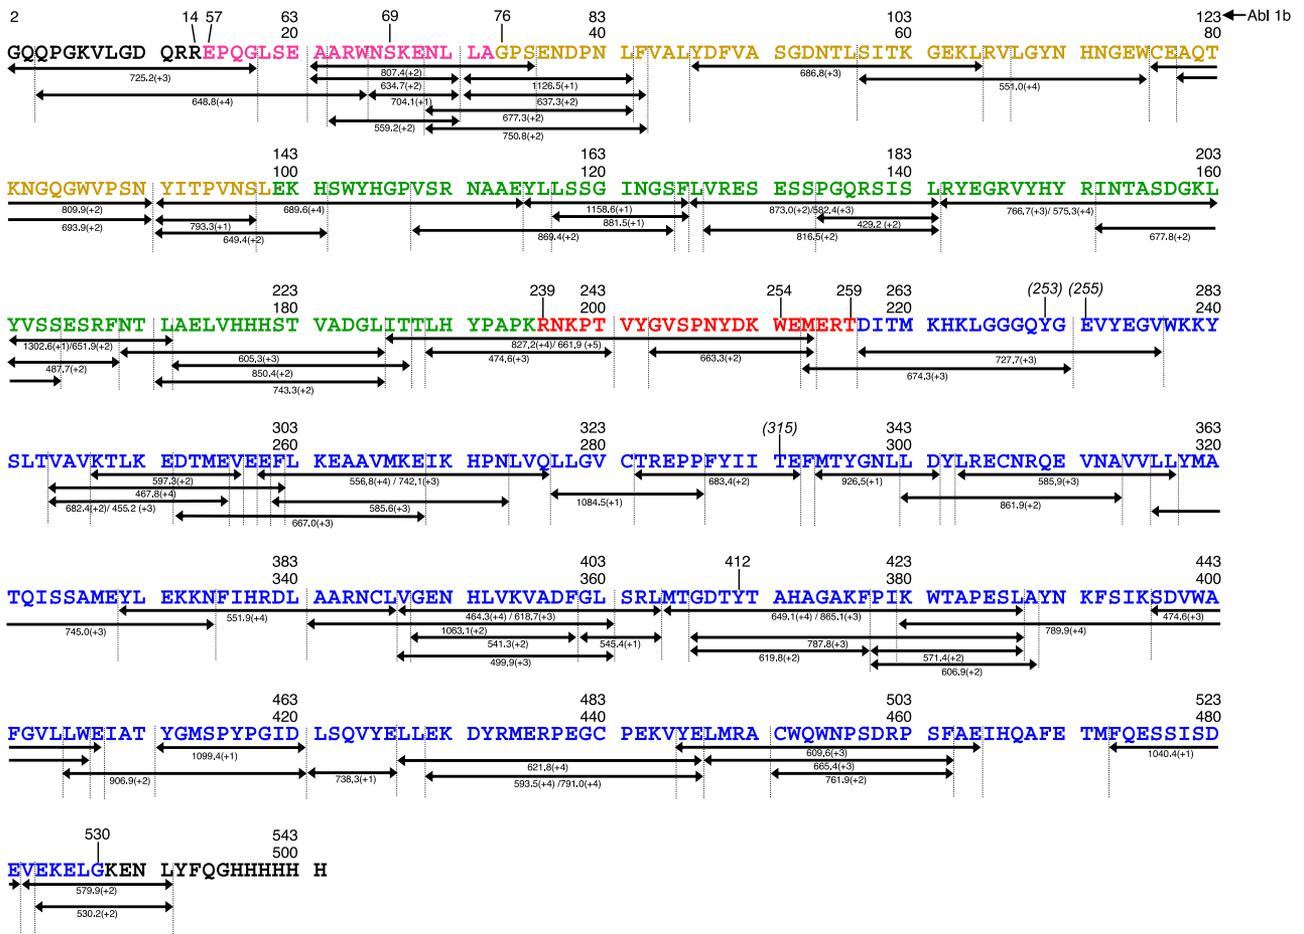 2 14 57 63 69 76 83 103 123 Abl 1b
20 40 60 80
GQQPGKVLGD QRREPQGLSE AARWNSKENL LAGPSENDPN LFVALYDFVA SGDNTLSITK GEKLRVLGYN HNGEWCEAQT
725.2(+3) 807.4(+2) 686.8(+3)
634.7(+2) 1126.5(+1) 551.0(+4)
648.8(+4) 704.1(+1) 637.3(+2)
677.3(+2)
559.2(+2) 750.8(+2)
143 163 183 203
100 120 140 160
KNGQGWVPSN YITPVNSLEK HSWYHGPVSR NAAEYLLSSG INGSFLVRES ESSPGQRSIS LRYEGRVYHY RINTASDGKL
809.9(+2) 689.6(+4) 1158.6(+1) 873.0(+2)/582.4(+3) 766.7(+3)/ 575.3(+4)
693.9(+2) 793.3(+1) 881.5(+1) 429.2 (+2)
649.4(+2) 869.4(+2) 816.5(+2) 677.8(+2)
223 239 243 254 259 263 (253) (255) 283
180 200 220 240
YVSSESRFNT LAELVHHHST VADGLITTLH YPAPKRNKPT VYGVSPNYDK WEMERTDITM KHKLGGGQYG EVYEGVWKKY
1302.6(+1)/651.9(+2) 827.2(+4)/ 661.9 (+5)
605.3(+3) 474.6(+3) 663.3(+2) 727.7(+3)
487.7(+2) 850.4(+2) 674.3(+3)
743.3(+2)
303 323 (315) 343 363
260 280 300 320
SLTVAVKTLK EDTMEVEEFL KEAAVMKEIK HPNLVQLLGV CTREPPFYII TEFMTYGNLL DYLRECNRQE VNAVVLLYMA
597.3(+2) 556.8(+4) / 742.1(+3) 683.4(+2) 926.5(+1) 585.9(+3)
467.8(+4) 1084.5(+1) 861.9(+2)
682.4(+2)/ 455.2 (+3) 585.6(+3)
667.0(+3)
383 403 412 423 443
340 360 380 400
TQISSAMEYL EKKNFIHRDL AARNCLVGEN HLVKVADFGL SRLMTGDTYT AHAGAKFPIK WTAPESLAYN KFSIKSDVWA
551.9(+4) 464.3(+4) / 618.7(+3) 649.1(+4) / 865.1(+3) 474.6(+3)
745.0(+3) 1063.1(+2) 789.9(+4)
541.3(+2) 545.4(+1) 787.8(+3)
499.9(+3) 619.8(+2) 571.4(+2)
606.9(+2)
463 483 503 523
420 440 460 480
FGVLLWEIAT YGMSPYPGID LSQVYELLEK DYRMERPEGC PEKVYELMRA CWQWNPSDRP SFAEIHQAFE TMFQESSISD
1099.4(+1) 609.6(+3) 1040.4(+1)
621.8(+4) 665.4(+3)
906.9(+2) 738.3(+1) 593.5(+4) /791.0(+4) 761.9(+2)
530 543
500
EVEKELGKEN LYFQGHHHHH H
579.9(+2)
530.2(+2)